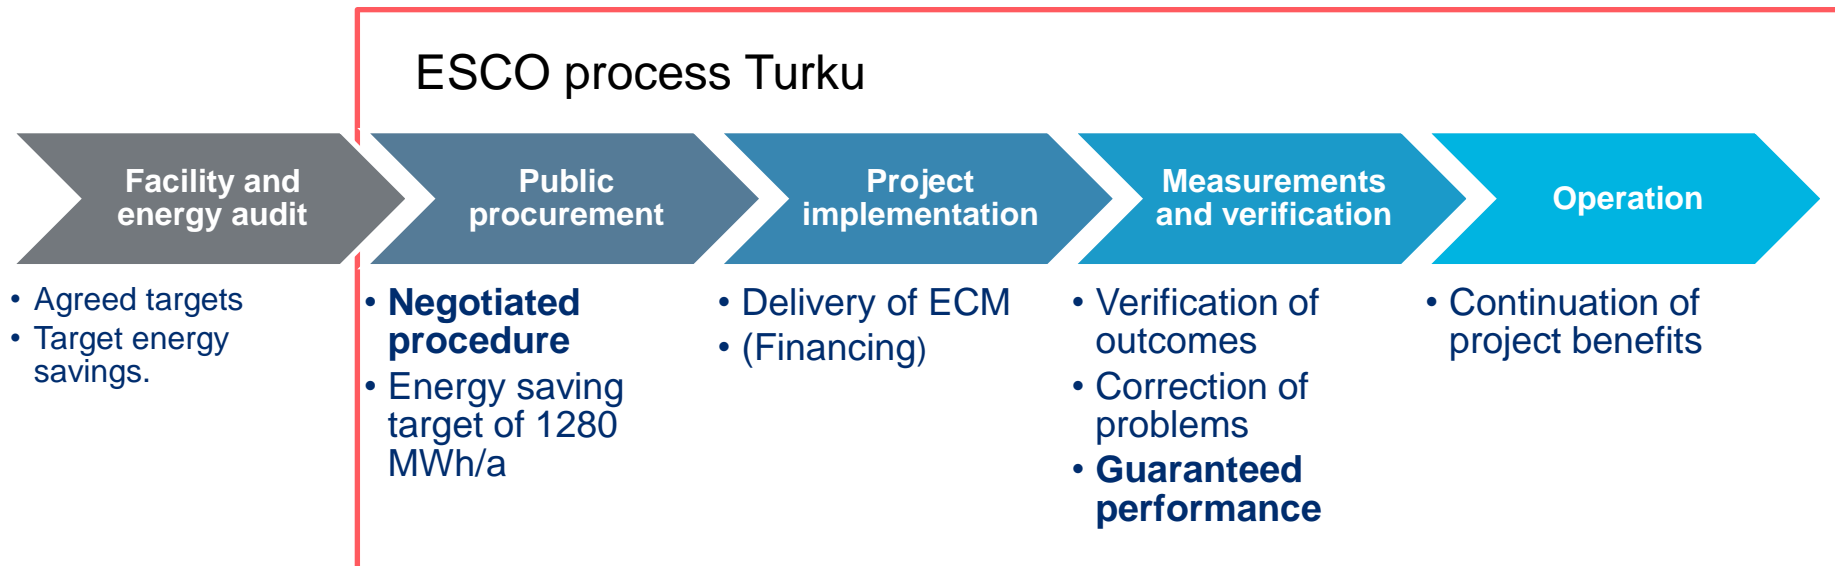 ESCO process Turku
Facility and
energy audit
• Agreed targets
• Target energy
savings.
Public
procurement
• Negotiated
procedure
• Energy saving
target of 1280
MWh/a
Project
implementation
• Delivery of ECM
• (Financing)
Measurements
and verification
• Verification of
outcomes
• Correction of
problems
• Guaranteed
performance
Operation
• Continuation of
project benefits